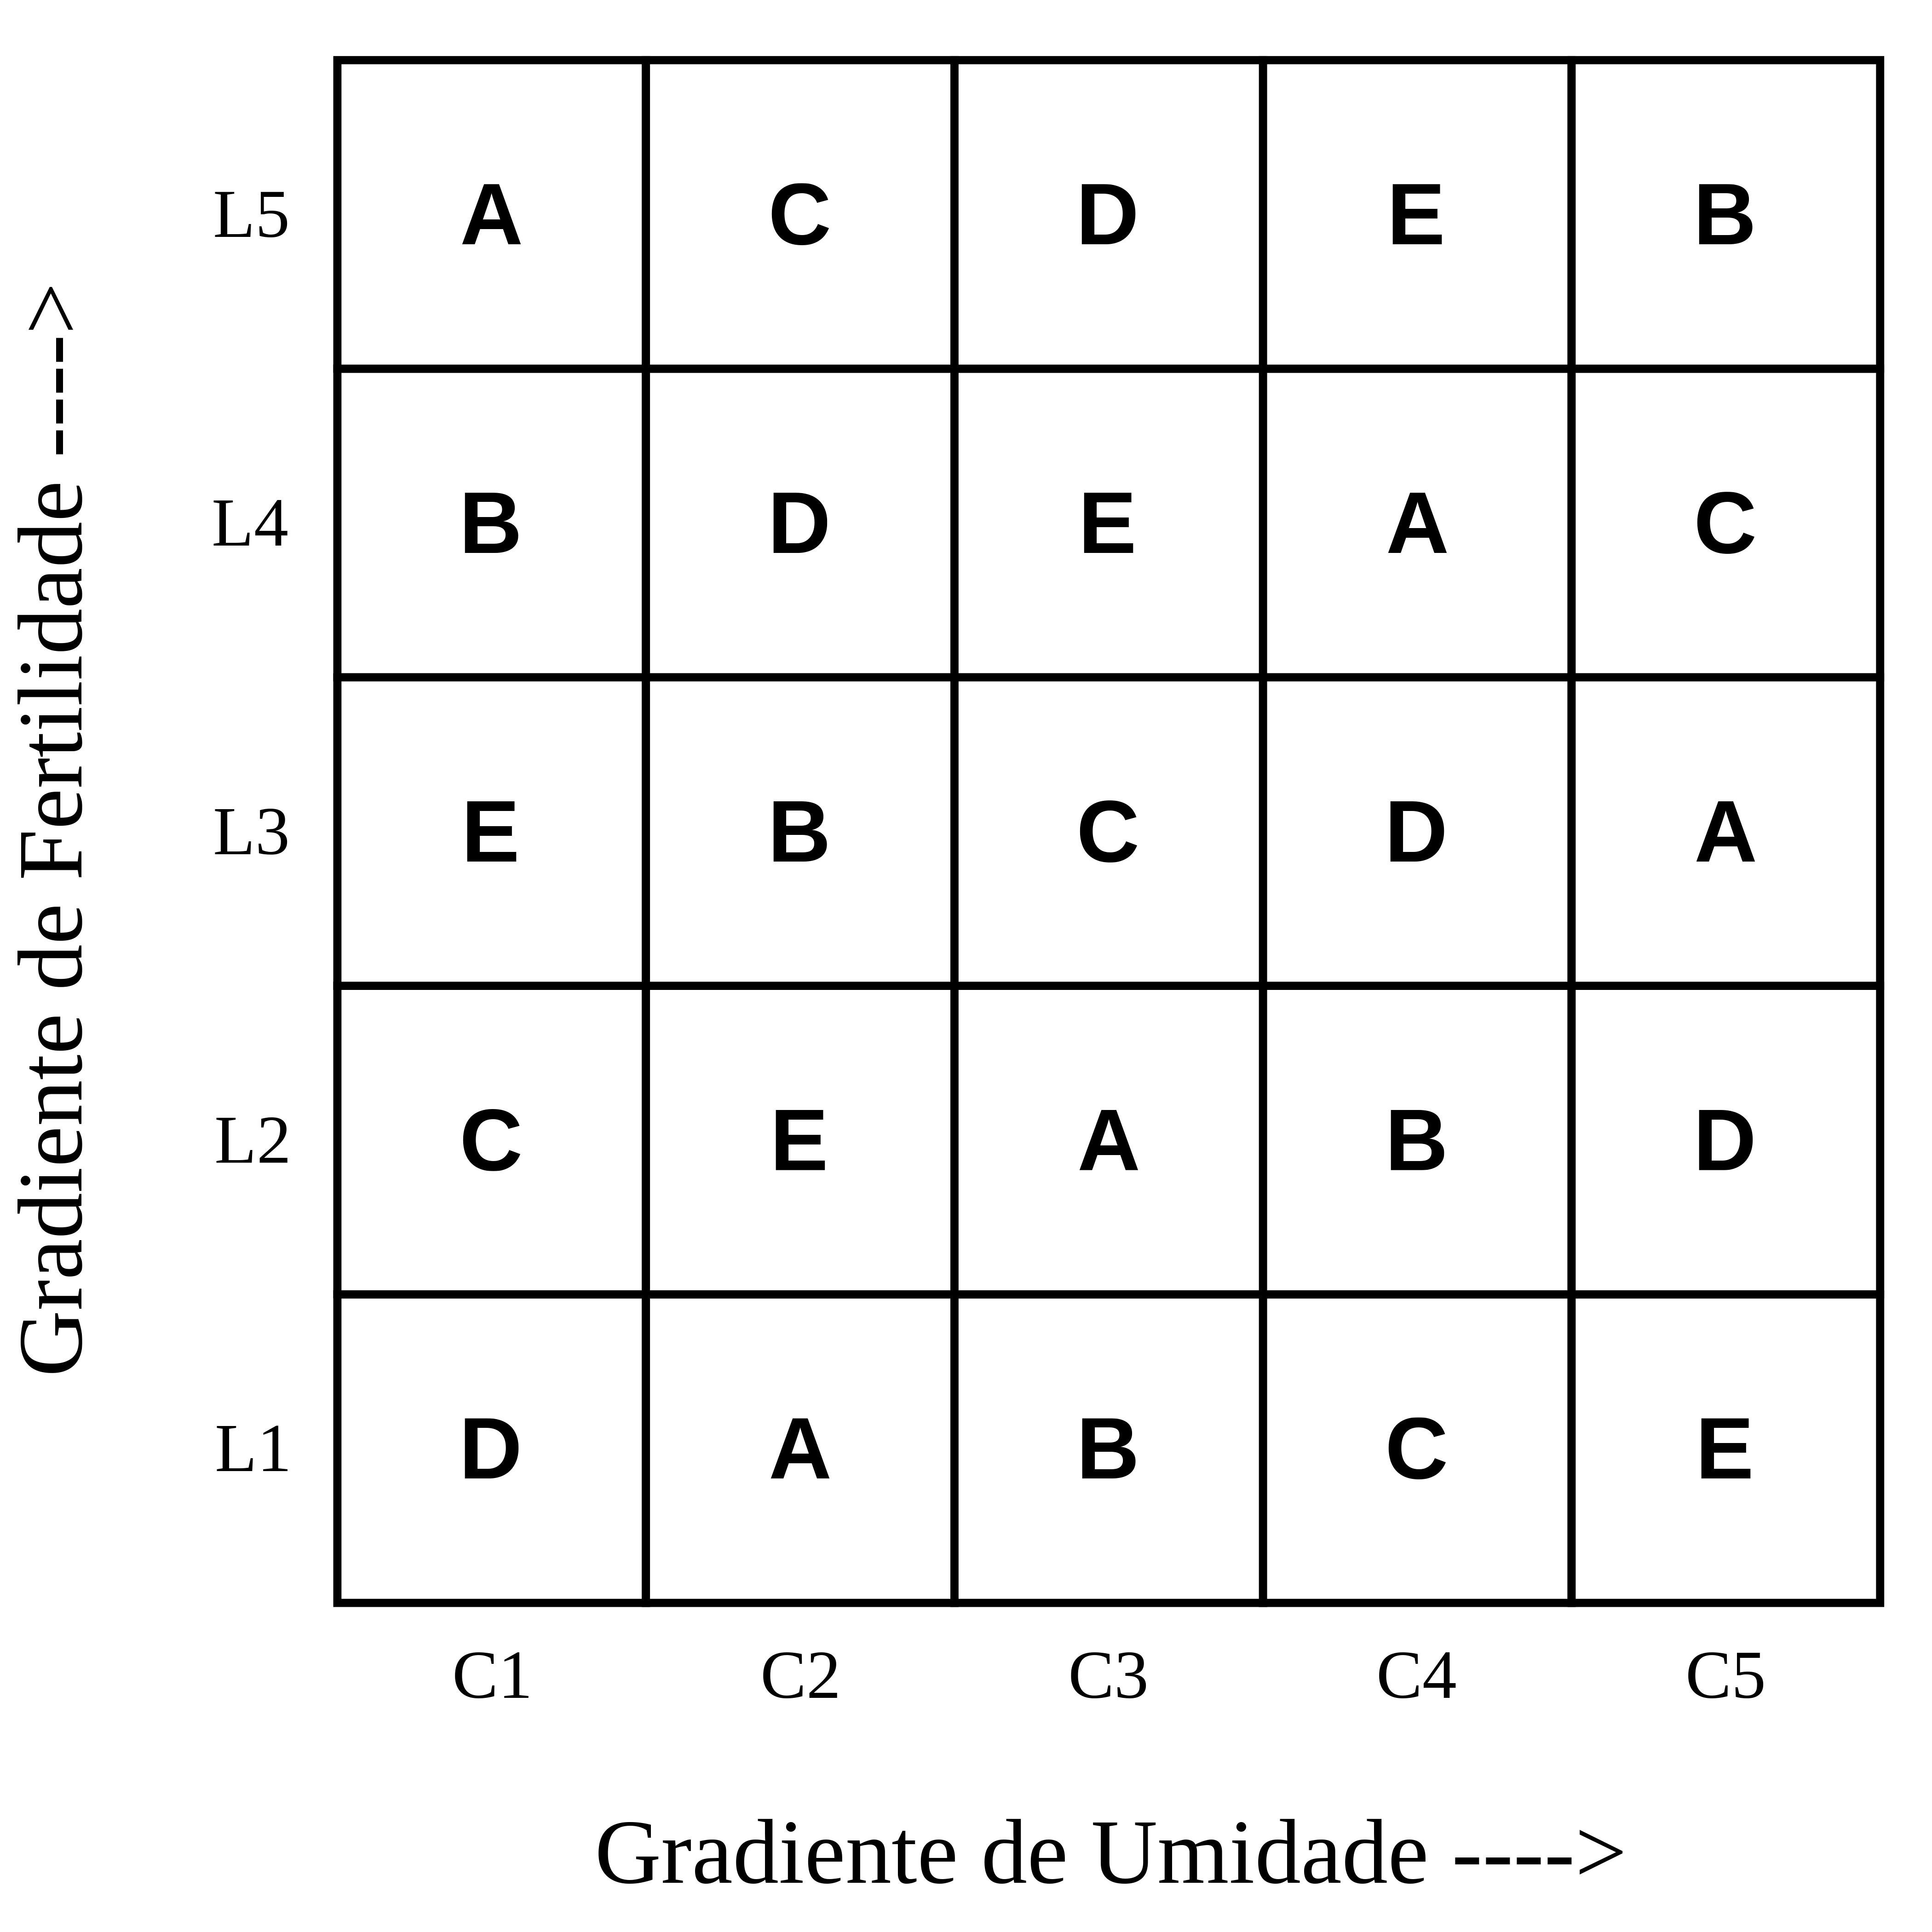 Gradiente de Fertilidade ---->
L5 A C D E B
L4 B D E A C
L3 E B C D A
L2 C E A B D
L1 D A B C E
C1 C2 C3 C4 C5
Gradiente de Umidade ---->